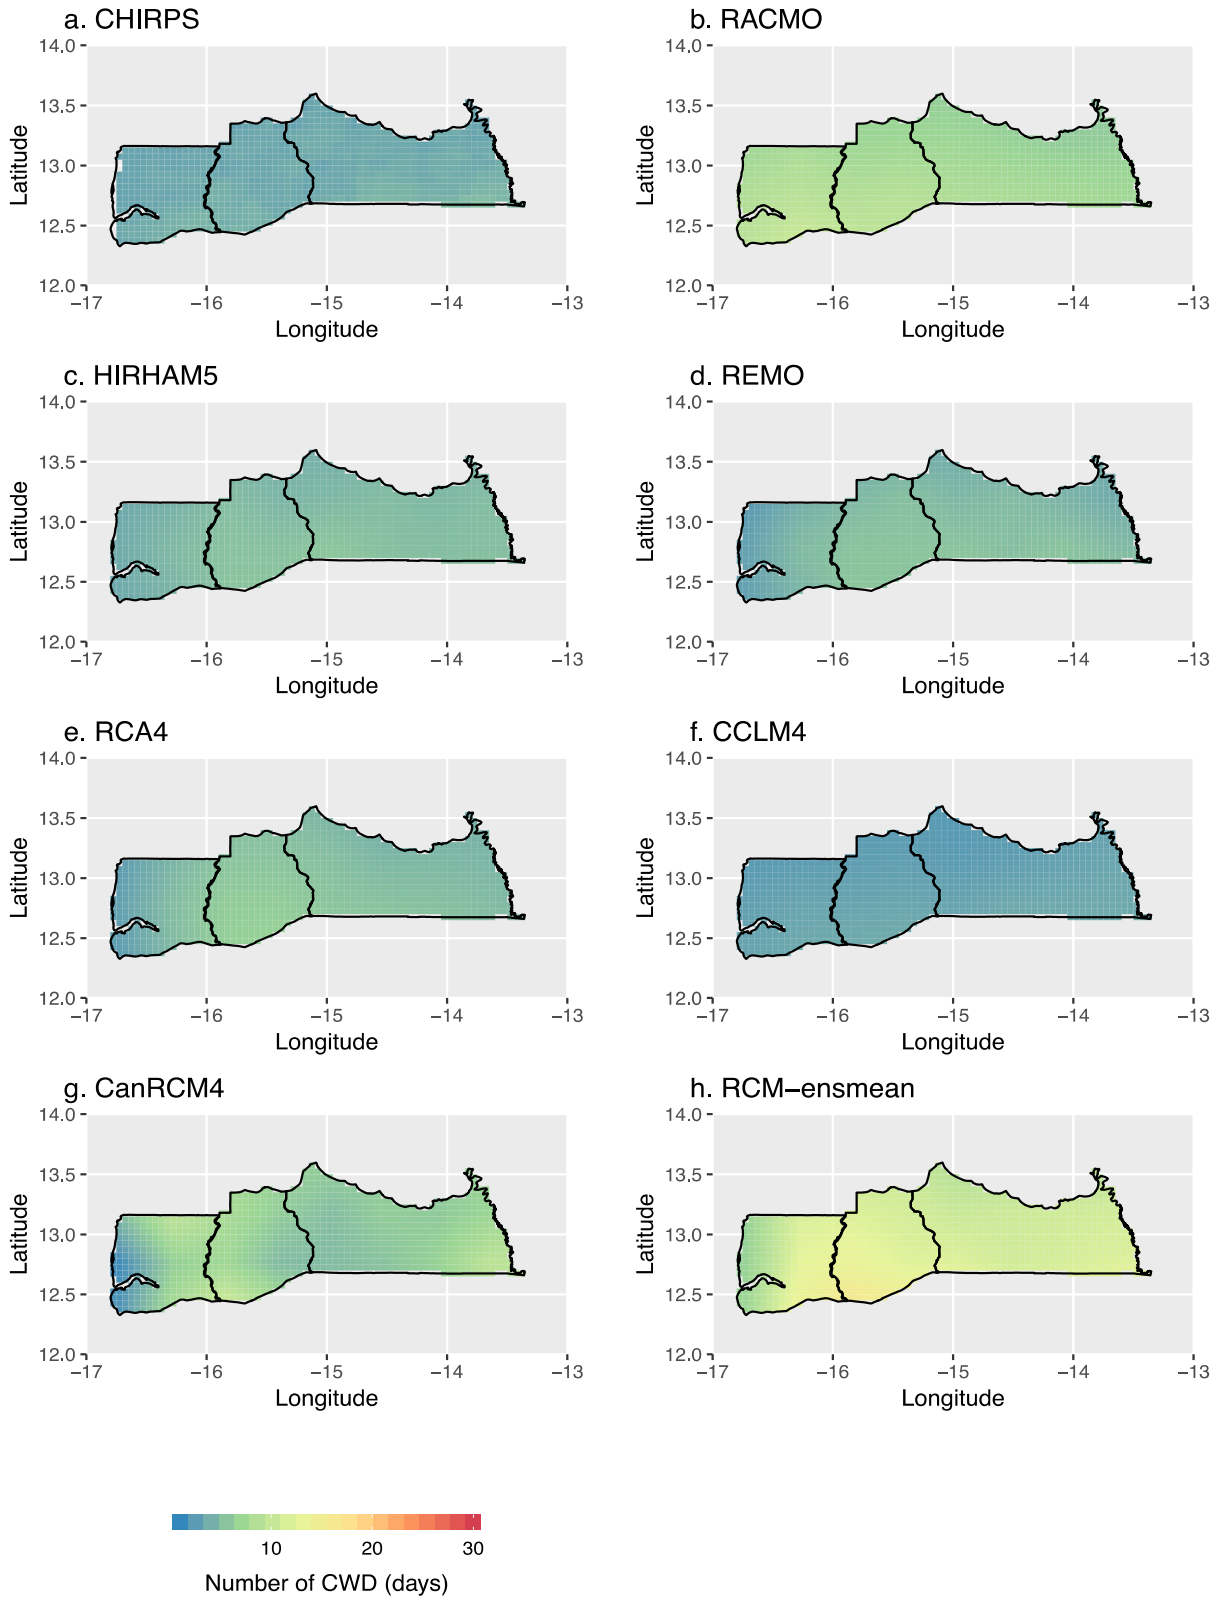 a. CHIRPS
b. RACMO
14.0
13.5
13.0
12.5
12.0
Latitude
−17 −16 −15 −14 −13
Longitude
14.0
13.5
13.0
12.5
12.0
Latitude
−17 −16 −15 −14 −13
Longitude
c. HIRHAM5
d. REMO
14.0
13.5
13.0
12.5
12.0
Latitude
−17 −16 −15 −14 −13
Longitude
14.0
13.5
13.0
12.5
12.0
Latitude
−17 −16 −15 −14 −13
Longitude
e. RCA4
f. CCLM4
14.0
13.5
13.0
12.5
12.0
Latitude
−17 −16 −15 −14 −13
Longitude
14.0
13.5
13.0
12.5
12.0
Latitude
−17 −16 −15 −14 −13
Longitude
g. CanRCM4
h. RCM−ensmean
14.0
13.5
13.0
12.5
12.0
Latitude
−17 −16 −15 −14 −13
Longitude
14.0
13.5
13.0
12.5
12.0
Latitude
−17 −16 −15 −14 −13
Longitude
10 20 30
Number of CWD (days)